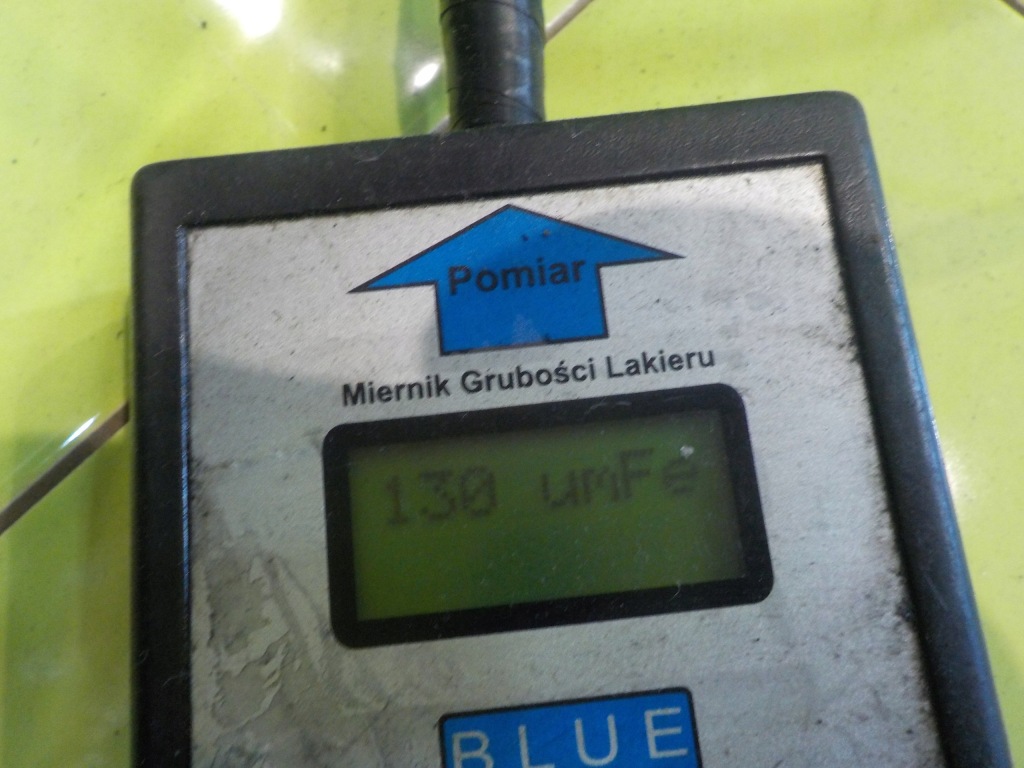 Pomiar
Miernik Grubości Lakieru
130 umFe
BLUE